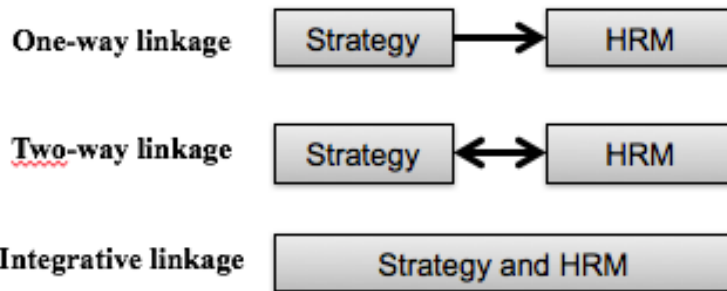 One-way linkage Strategy HRM
Two-way linkage Strategy HRM
Integrative linkage Strategy and HRM